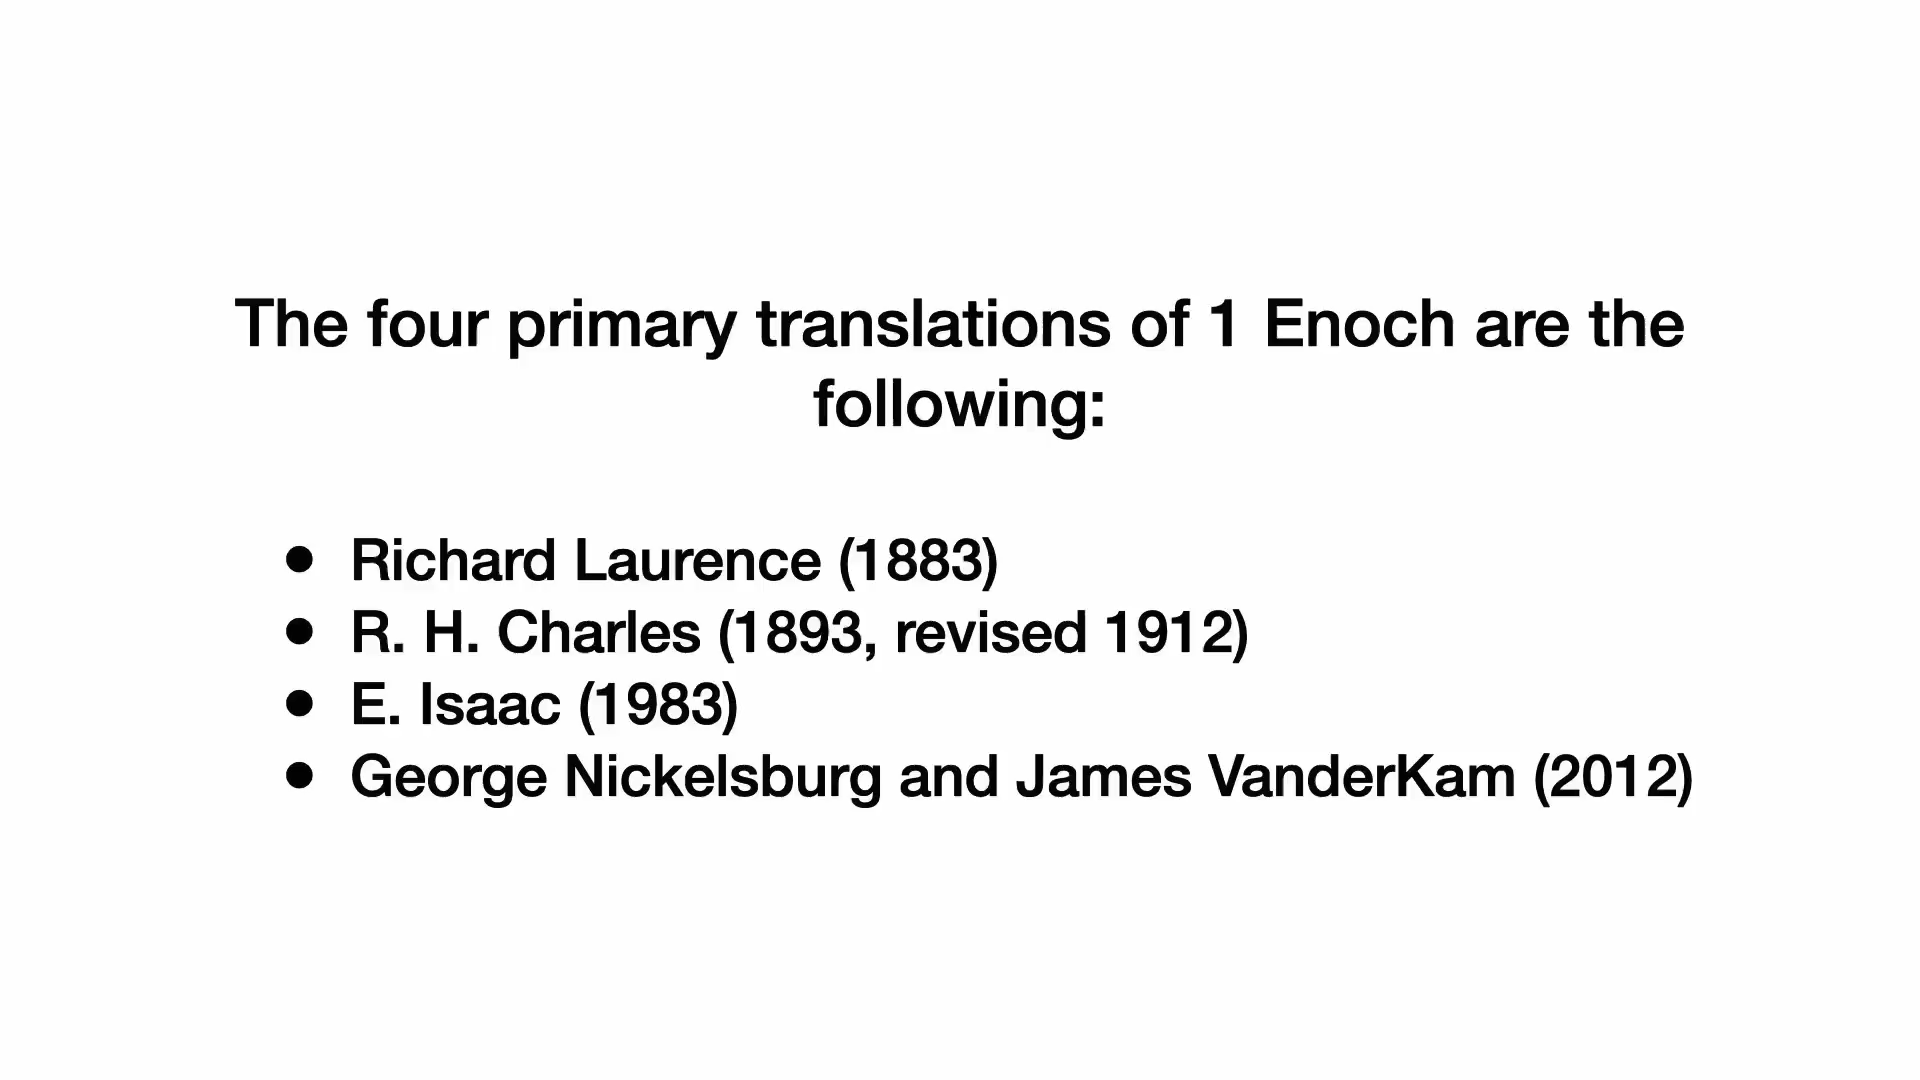 The four primary translations of 1 Enoch are the
following:
● Richard Laurence (1883)
● R. H. Charles (1893, revised 1912)
● E. Isaac (1983)
● George Nickelsburg and James VanderKam (2012)